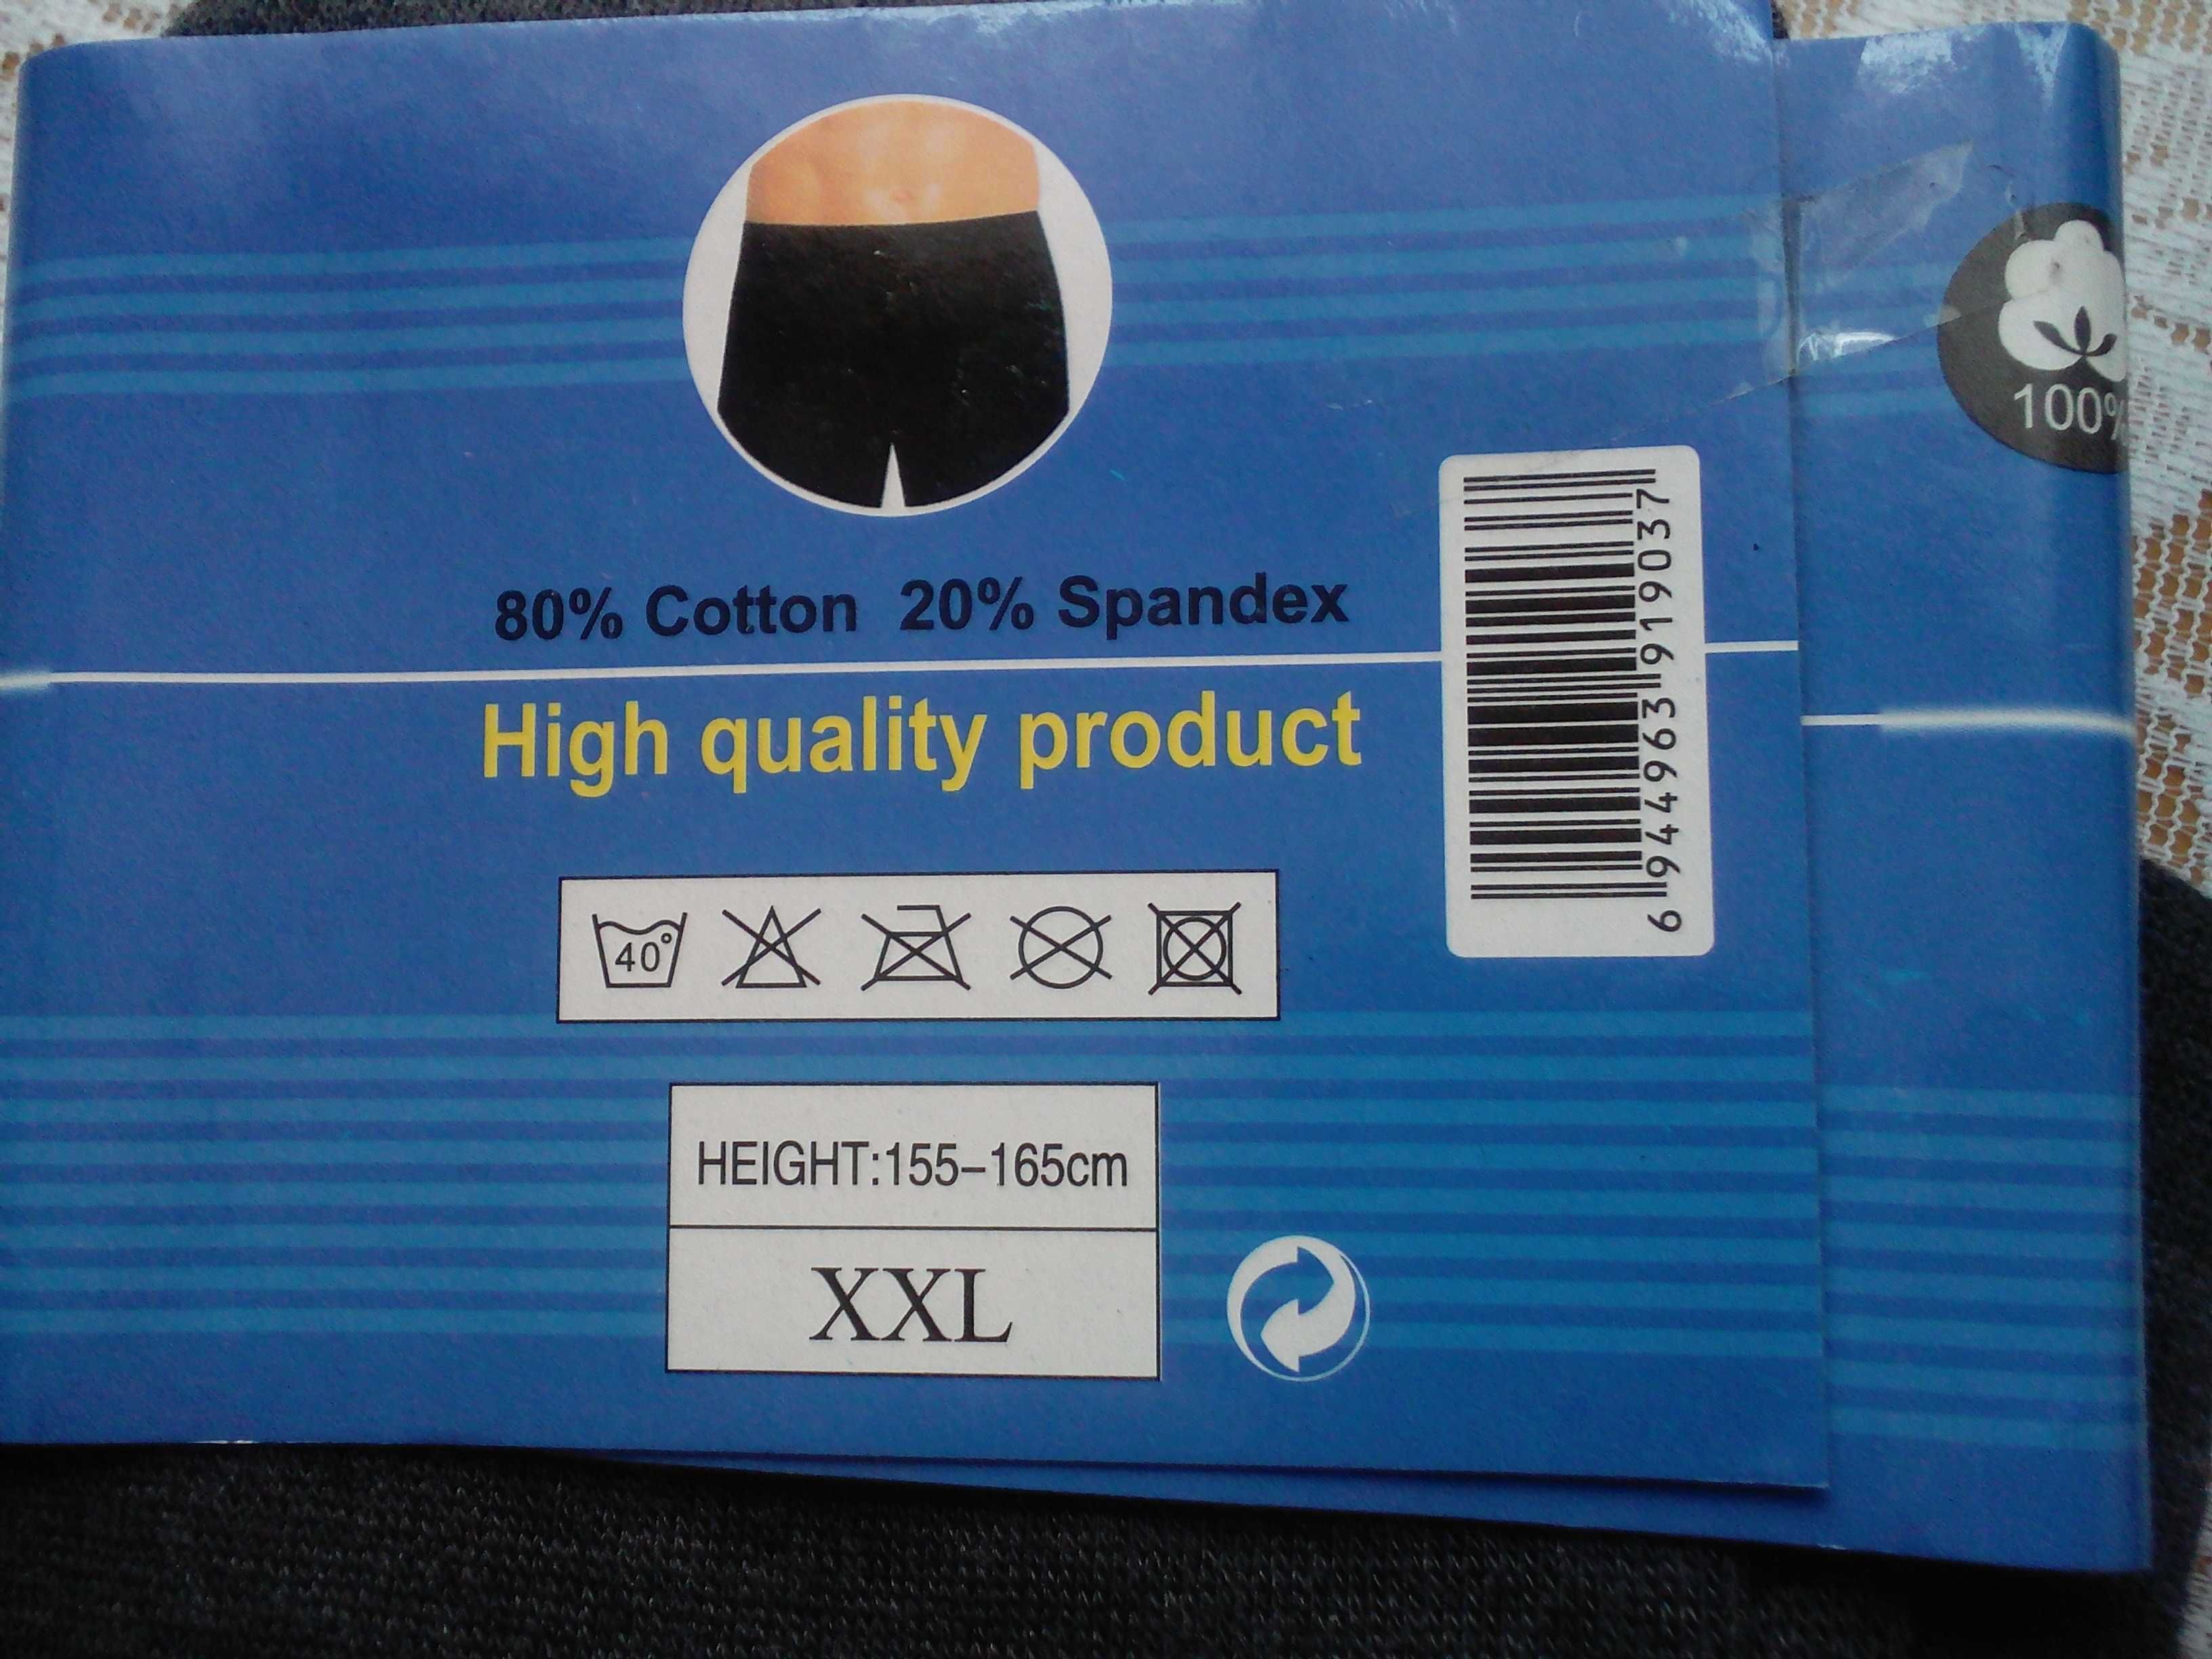 100%
80% Cotton 20% Spandex
High quality product
6944963919037
40°
HEIGHT:155-165cm
XXL